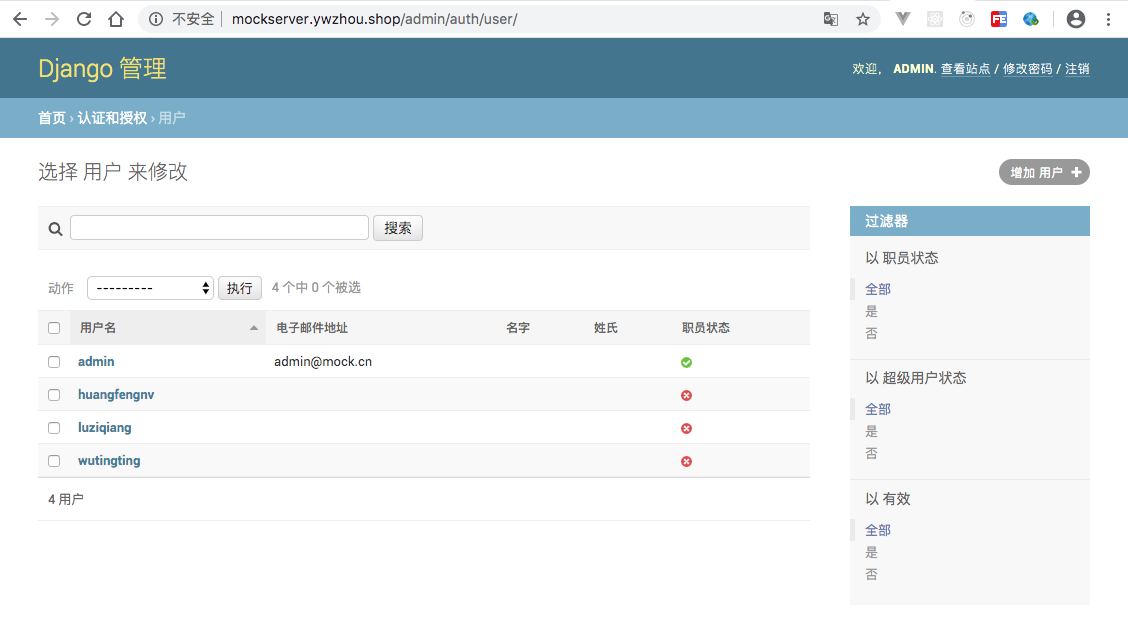 不安全 mockserver.ywzhou.shop/admin/auth/user/
Django 管理
欢迎， ADMIN. 查看站点 / 修改密码 / 注销
首页 › 认证和授权 › 用户
选择 用户 来修改
增加 用户
搜索
动作 --------- 执行 4 个中 0 个被选
用户名 电子邮件地址 名字 姓氏 职员状态
admin admin@mock.cn
huangfengnv
luziqiang
wutingting
4 用户
过滤器
以 职员状态
全部
是
否
以 超级用户状态
全部
是
否
以 有效
全部
是
否